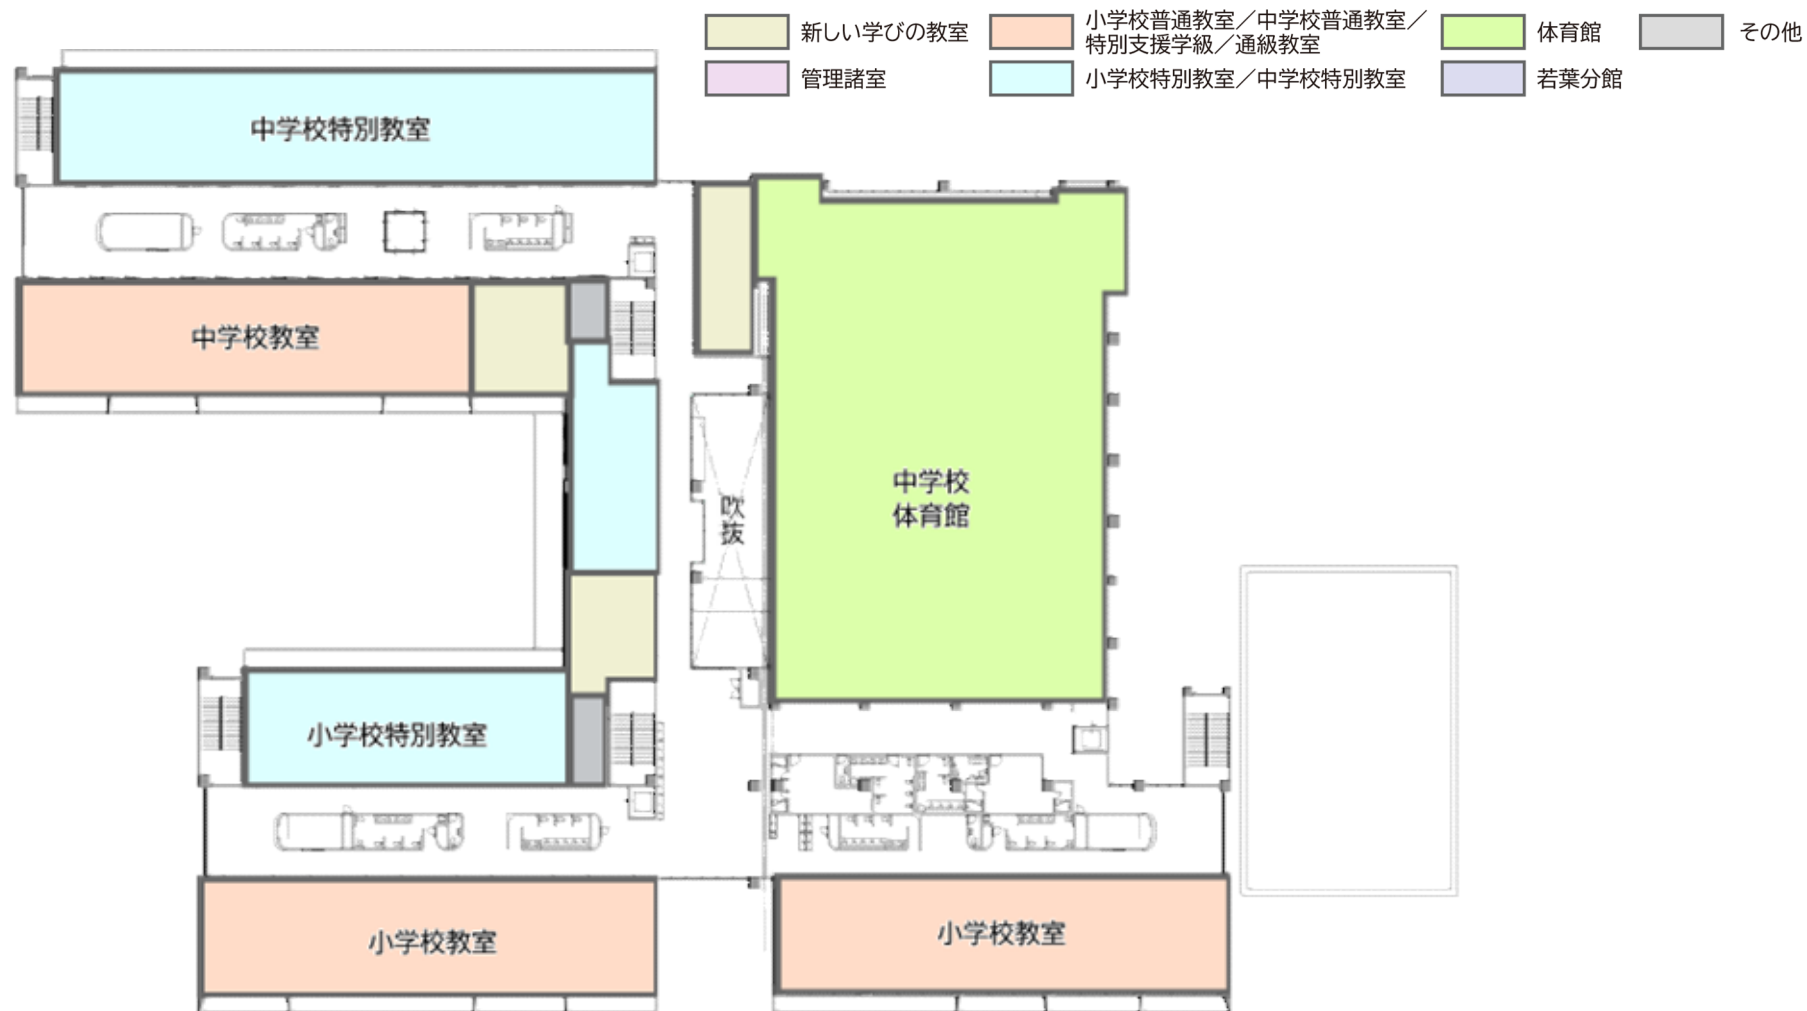 新しい学びの教室
小学校普通教室／中学校普通教室／
特別支援学級／通級教室
体育館
その他
管理諸室
小学校特別教室／中学校特別教室
若葉分館
中学校特別教室
中学校教室
中学校
体育館
吹抜
小学校特別教室
小学校教室
小学校教室